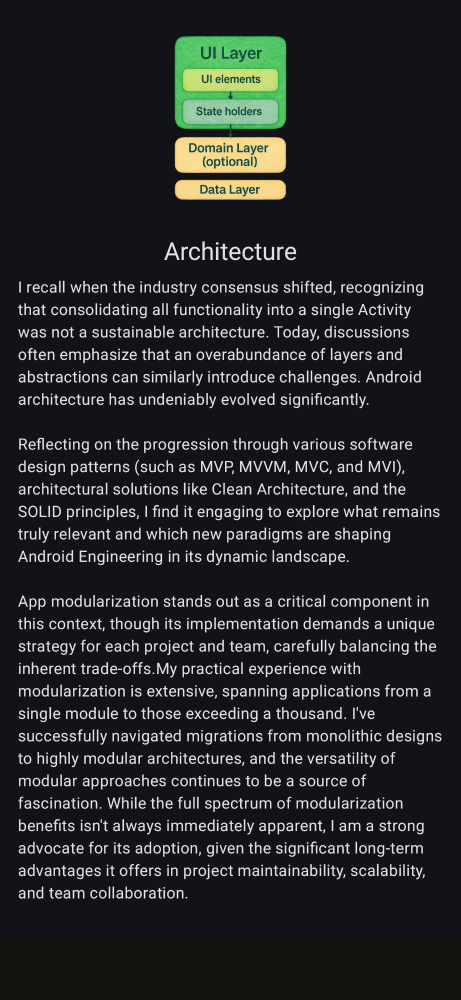 UI Layer
UI elements
State holders
Domain Layer
(optional)
Data Layer
Architecture
I recall when the industry consensus shifted, recognizing
that consolidating all functionality into a single Activity
was not a sustainable architecture. Today, discussions
often emphasize that an overabundance of layers and
abstractions can similarly introduce challenges. Android
architecture has undeniably evolved significantly.
Reflecting on the progression through various software
design patterns (such as MVP, MVVM, MVC, and MVI),
architectural solutions like Clean Architecture, and the
SOLID principles, I find it engaging to explore what remains
truly relevant and which new paradigms are shaping
Android Engineering in its dynamic landscape.
App modularization stands out as a critical component in
this context, though its implementation demands a unique
strategy for each project and team, carefully balancing the
inherent trade-offs.My practical experience with
modularization is extensive, spanning applications from a
single module to those exceeding a thousand. I've
successfully navigated migrations from monolithic designs
to highly modular architectures, and the versatility of
modular approaches continues to be a source of
fascination. While the full spectrum of modularization
benefits isn't always immediately apparent, I am a strong
advocate for its adoption, given the significant long-term
advantages it offers in project maintainability, scalability,
and team collaboration.